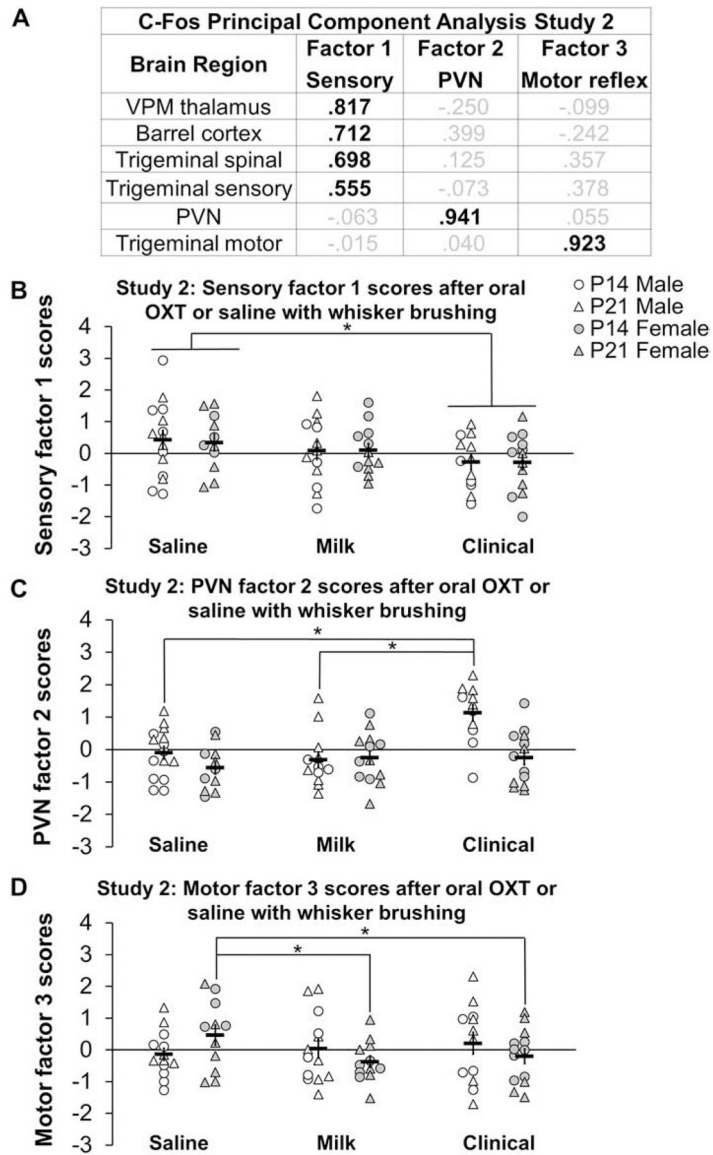 A
C-Fos Principal Component Analysis Study 2
Brain Region Factor 1 Sensory Factor 2 PVN Factor 3 Motor reflex
VPM thalamus .817 -.250 -.099
Barrel cortex .712 .399 -.242
Trigeminal spinal .698 .125 .357
Trigeminal sensory .555 -.073 .378
PVN -.063 .941 .055
Trigeminal motor -.015 .040 .923
B
Study 2: Sensory factor 1 scores after oral
OXT or saline with whisker brushing
P14 Male
P21 Male
P14 Female
P21 Female
Sensory factor 1 scores
4
3
2
1
0
-1
-2
-3
*
Saline Milk Clinical
C
Study 2: PVN factor 2 scores after oral OXT or
saline with whisker brushing
PVN factor 2 scores
4
3
2
1
0
-1
-2
-3
*
*
Saline Milk Clinical
D
Study 2: Motor factor 3 scores after oral OXT or
saline with whisker brushing
Motor factor 3 scores
4
3
2
1
0
-1
-2
-3
*
*
Saline Milk Clinical